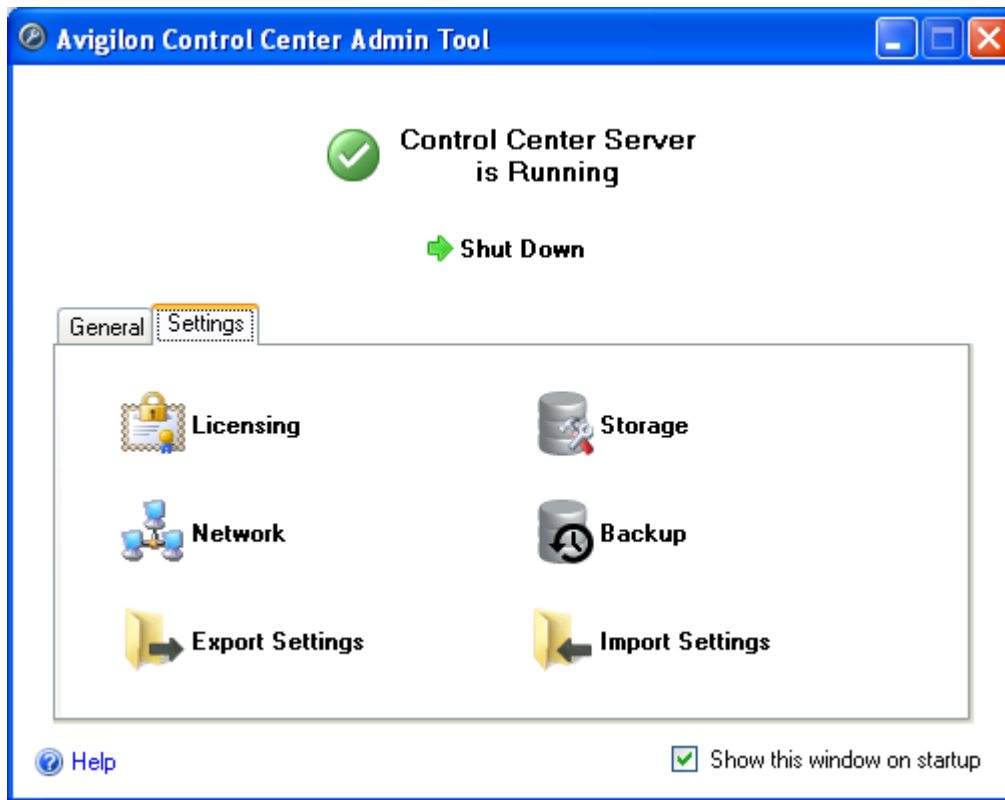 Avigilon Control Center Admin Tool
Control Center Server
is Running
Shut Down
General
Settings
Licensing
Storage
Network
Backup
Export Settings
Import Settings
Help
Show this window on startup